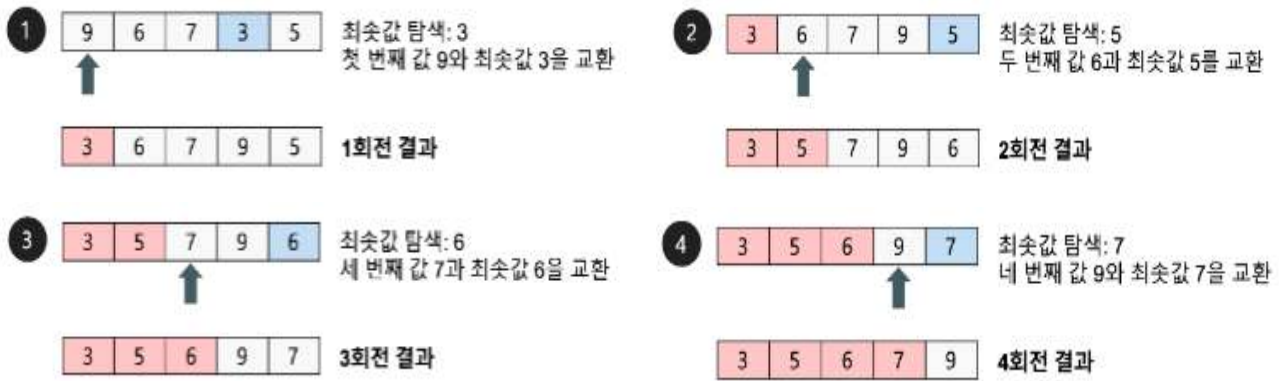 1
9 6 7 3 5
최솟값 탐색: 3
첫 번째 값 9와 최솟값 3을 교환
3 6 7 9 5
1회전 결과
2
3 6 7 9 5
최솟값 탐색: 5
두 번째 값 6과 최솟값 5를 교환
3 5 7 9 6
2회전 결과
3
3 5 7 9 6
최솟값 탐색: 6
세 번째 값 7과 최솟값 6을 교환
3 5 6 9 7
3회전 결과
4
3 5 6 9 7
최솟값 탐색: 7
네 번째 값 9와 최솟값 7을 교환
3 5 6 7 9
4회전 결과